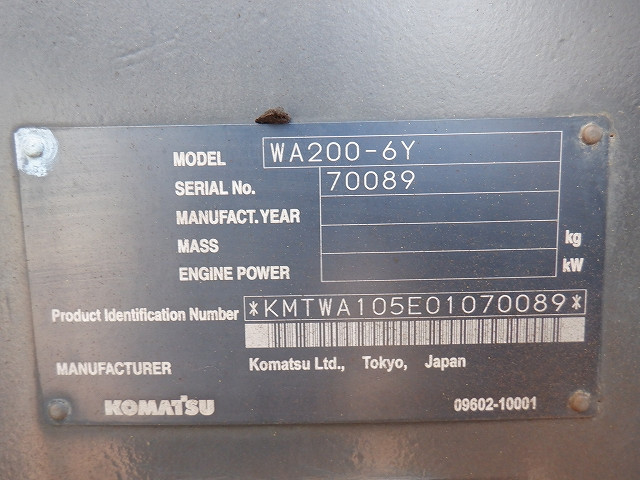 MODEL WA200-6Y
SERIAL No. 70089
MANUFACT.YEAR
MASS kg
ENGINE POWER kW
Product Identification Number *KMTWA105E01070089*
MANUFACTURER Komatsu Ltd., Tokyo, Japan
KOMATSU 09602-10001